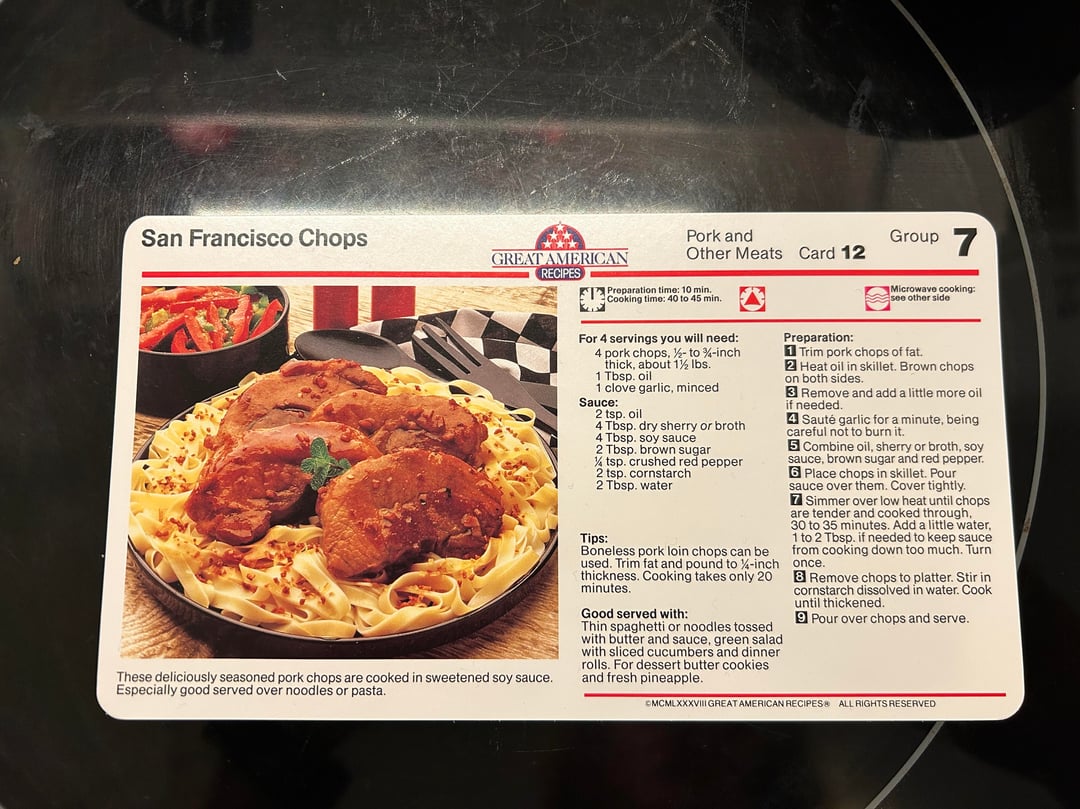 San Francisco Chops
GREAT AMERICAN
RECIPES
Pork and
Other Meats
Card 12
Group 7
Preparation time: 10 min.
Cooking time: 40 to 45 min.
Microwave cooking:
see other side
For 4 servings you will need:
4 pork chops, ½- to ¾-inch
thick, about 1½ lbs.
1 Tbsp. oil
1 clove garlic, minced
Sauce:
2 tsp. oil
4 Tbsp. dry sherry or broth
4 Tbsp. soy sauce
2 Tbsp. brown sugar
¼ tsp. crushed red pepper
2 tsp. cornstarch
2 Tbsp. water
Tips:
Boneless pork loin chops can be
used. Trim fat and pound to ¼-inch
thickness. Cooking takes only 20
minutes.
Good served with:
Thin spaghetti or noodles tossed
with butter and sauce, green salad
with sliced cucumbers and dinner
rolls. For dessert butter cookies
and fresh pineapple.
Preparation:
1 Trim pork chops of fat.
2 Heat oil in skillet. Brown chops
on both sides.
3 Remove and add a little more oil
if needed.
4 Sauté garlic for a minute, being
careful not to burn it.
5 Combine oil, sherry or broth, soy
sauce, brown sugar and red pepper.
6 Place chops in skillet. Pour
sauce over them. Cover tightly.
7 Simmer over low heat until chops
are tender and cooked through,
30 to 35 minutes. Add a little water,
1 to 2 Tbsp. if needed to keep sauce
from cooking down too much. Turn
once.
8 Remove chops to platter. Stir in
cornstarch dissolved in water. Cook
until thickened.
9 Pour over chops and serve.
These deliciously seasoned pork chops are cooked in sweetened soy sauce.
Especially good served over noodles or pasta.
©MCMLXXXVIII GREAT AMERICAN RECIPES® ALL RIGHTS RESERVED